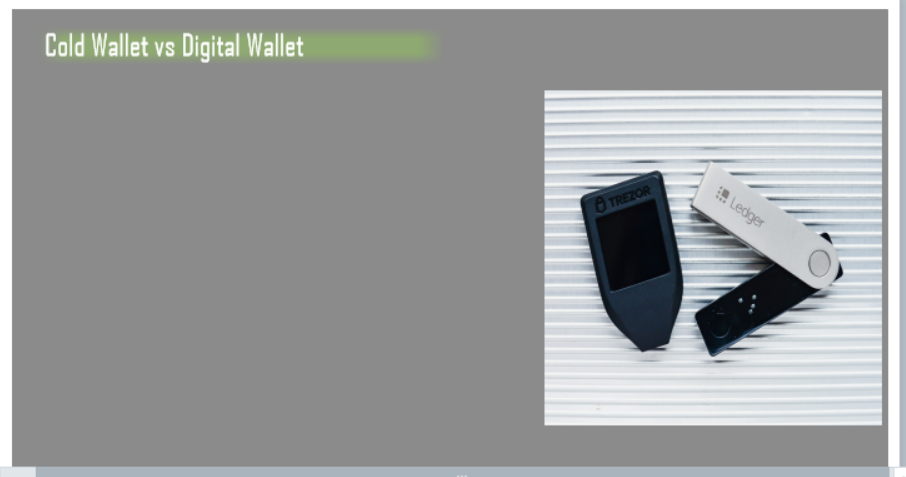 Cold Wallet vs Digital Wallet
TREZOR
Ledger